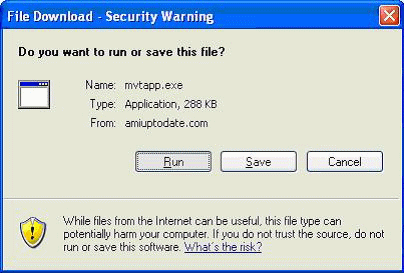 File Download - Security Warning
Do you want to run or save this file?
Name: mvtapp.exe
Type: Application, 288 KB
From: amiuptodate.com
Run Save Cancel
While files from the Internet can be useful, this file type can
potentially harm your computer. If you do not trust the source, do not
run or save this software. What's the risk?